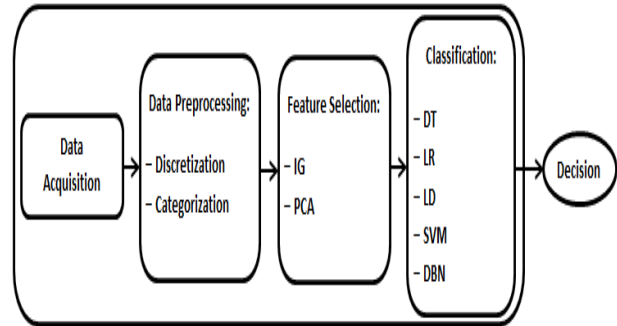 Data
Acquisition
Data Preprocessing:
– Discretization
– Categorization
Feature Selection:
– IG
– PCA
Classification:
– DT
– LR
– LD
– SVM
– DBN
Decision